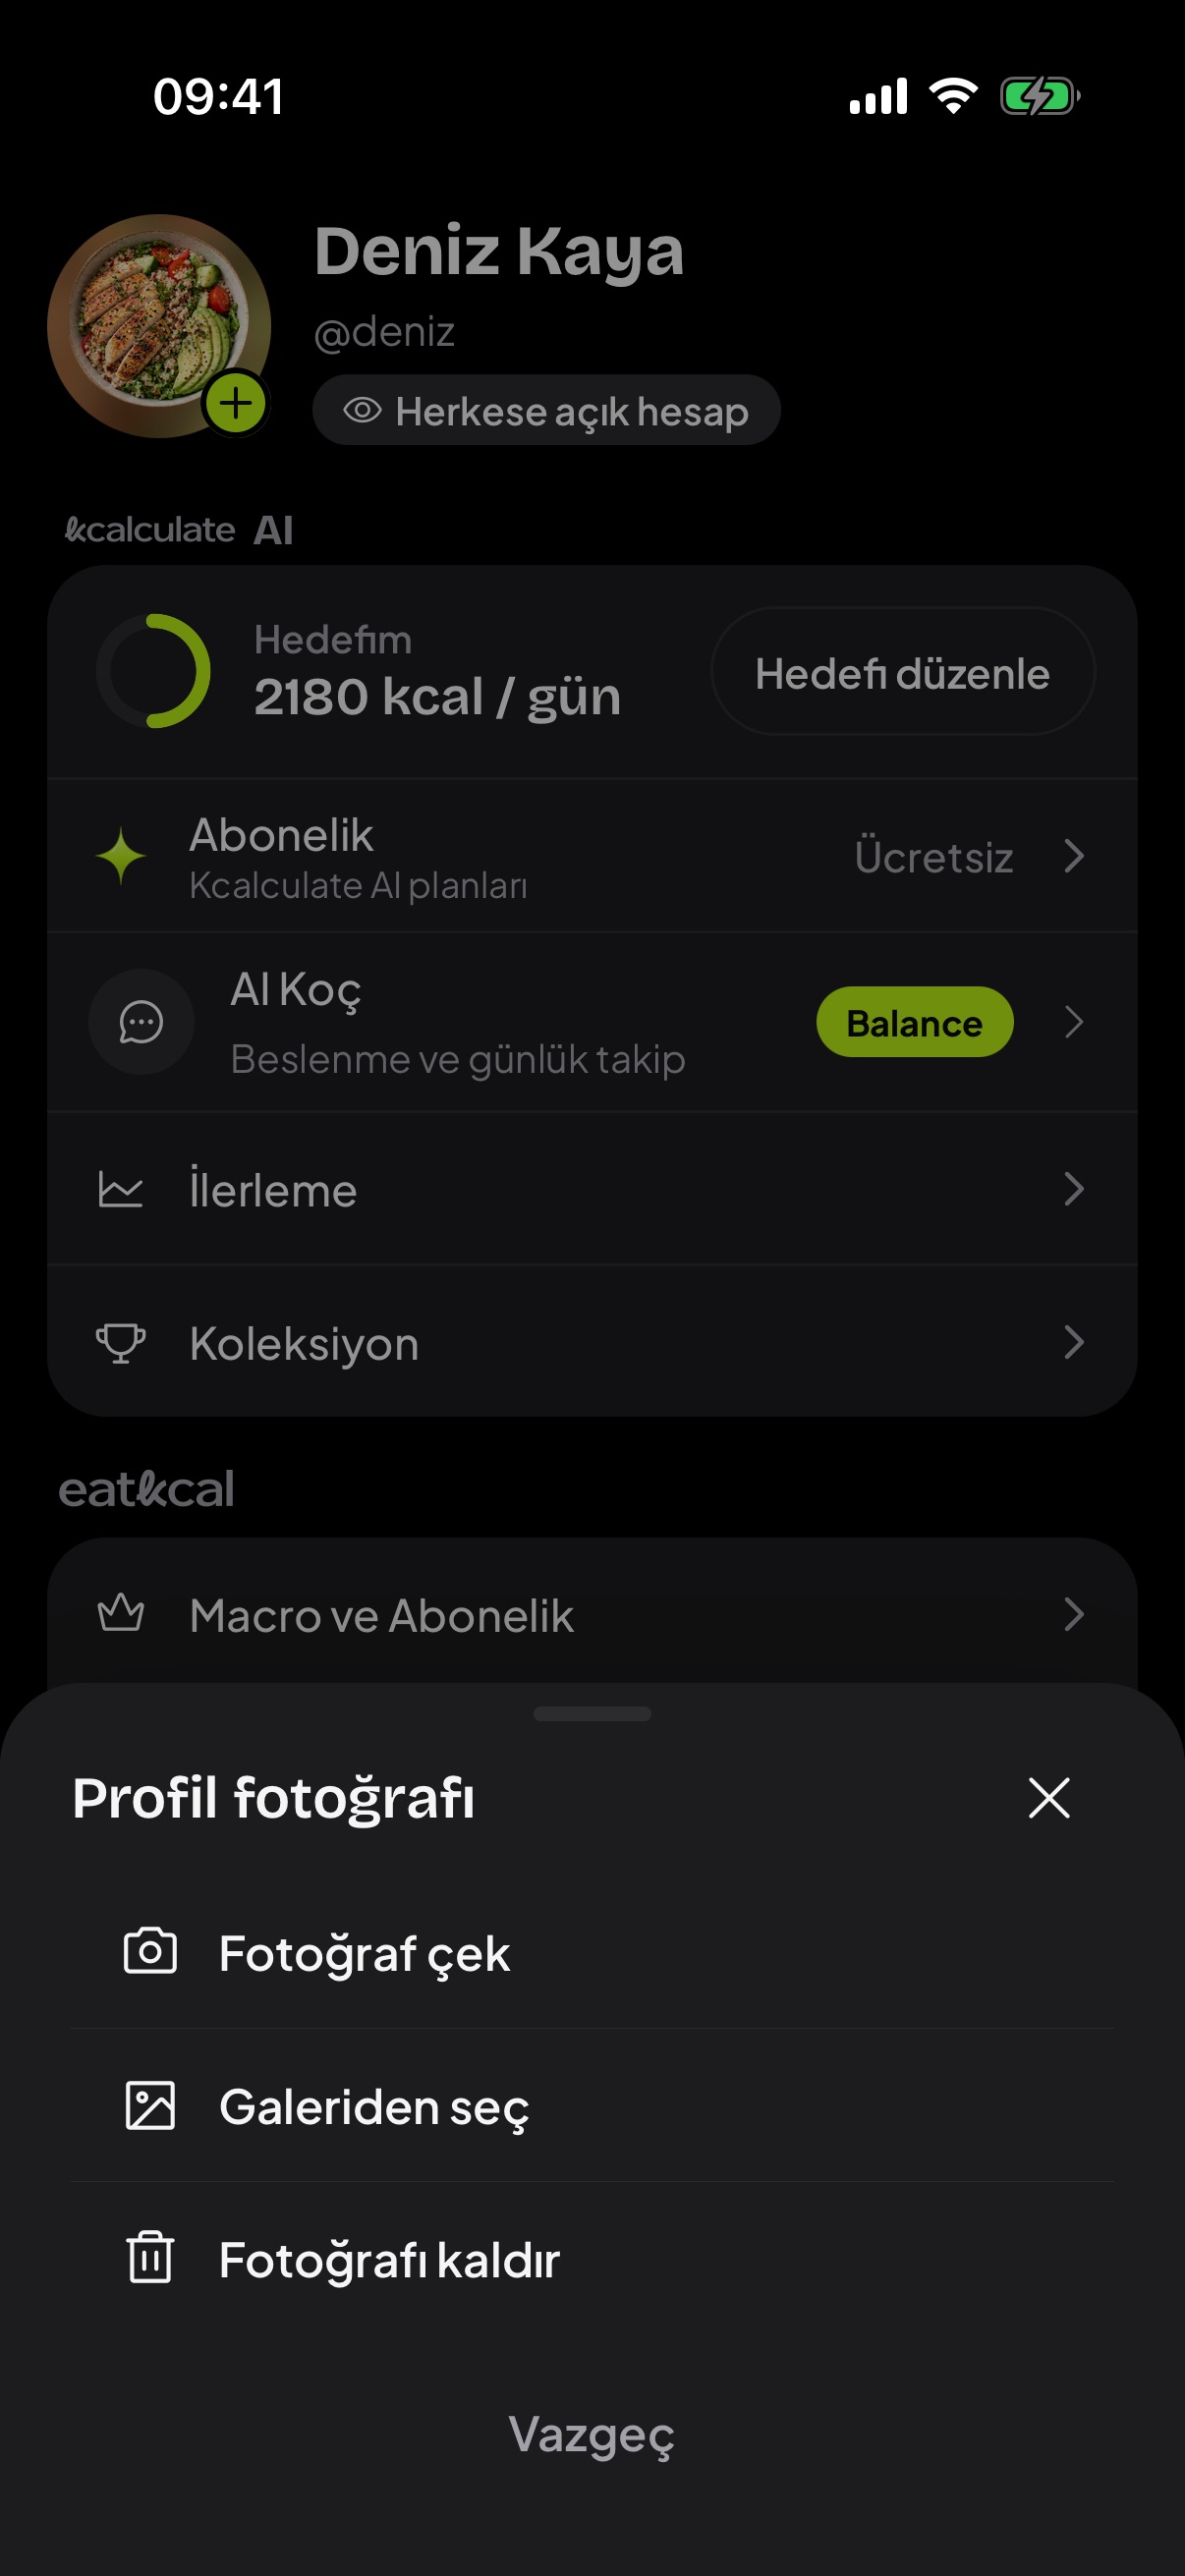 09:41
Deniz Kaya
@deniz
Herkese açık hesap
kcalculate AI
Hedefim
2180 kcal / gün
Hedefi düzenle
Abonelik
Kcalculate AI planları
Ücretsiz
AI Koç
Beslenme ve günlük takip
Balance
İlerleme
Koleksiyon
eatkcal
Macro ve Abonelik
Profil fotoğrafı
Fotoğraf çek
Galeriden seç
Fotoğrafı kaldır
Vazgeç